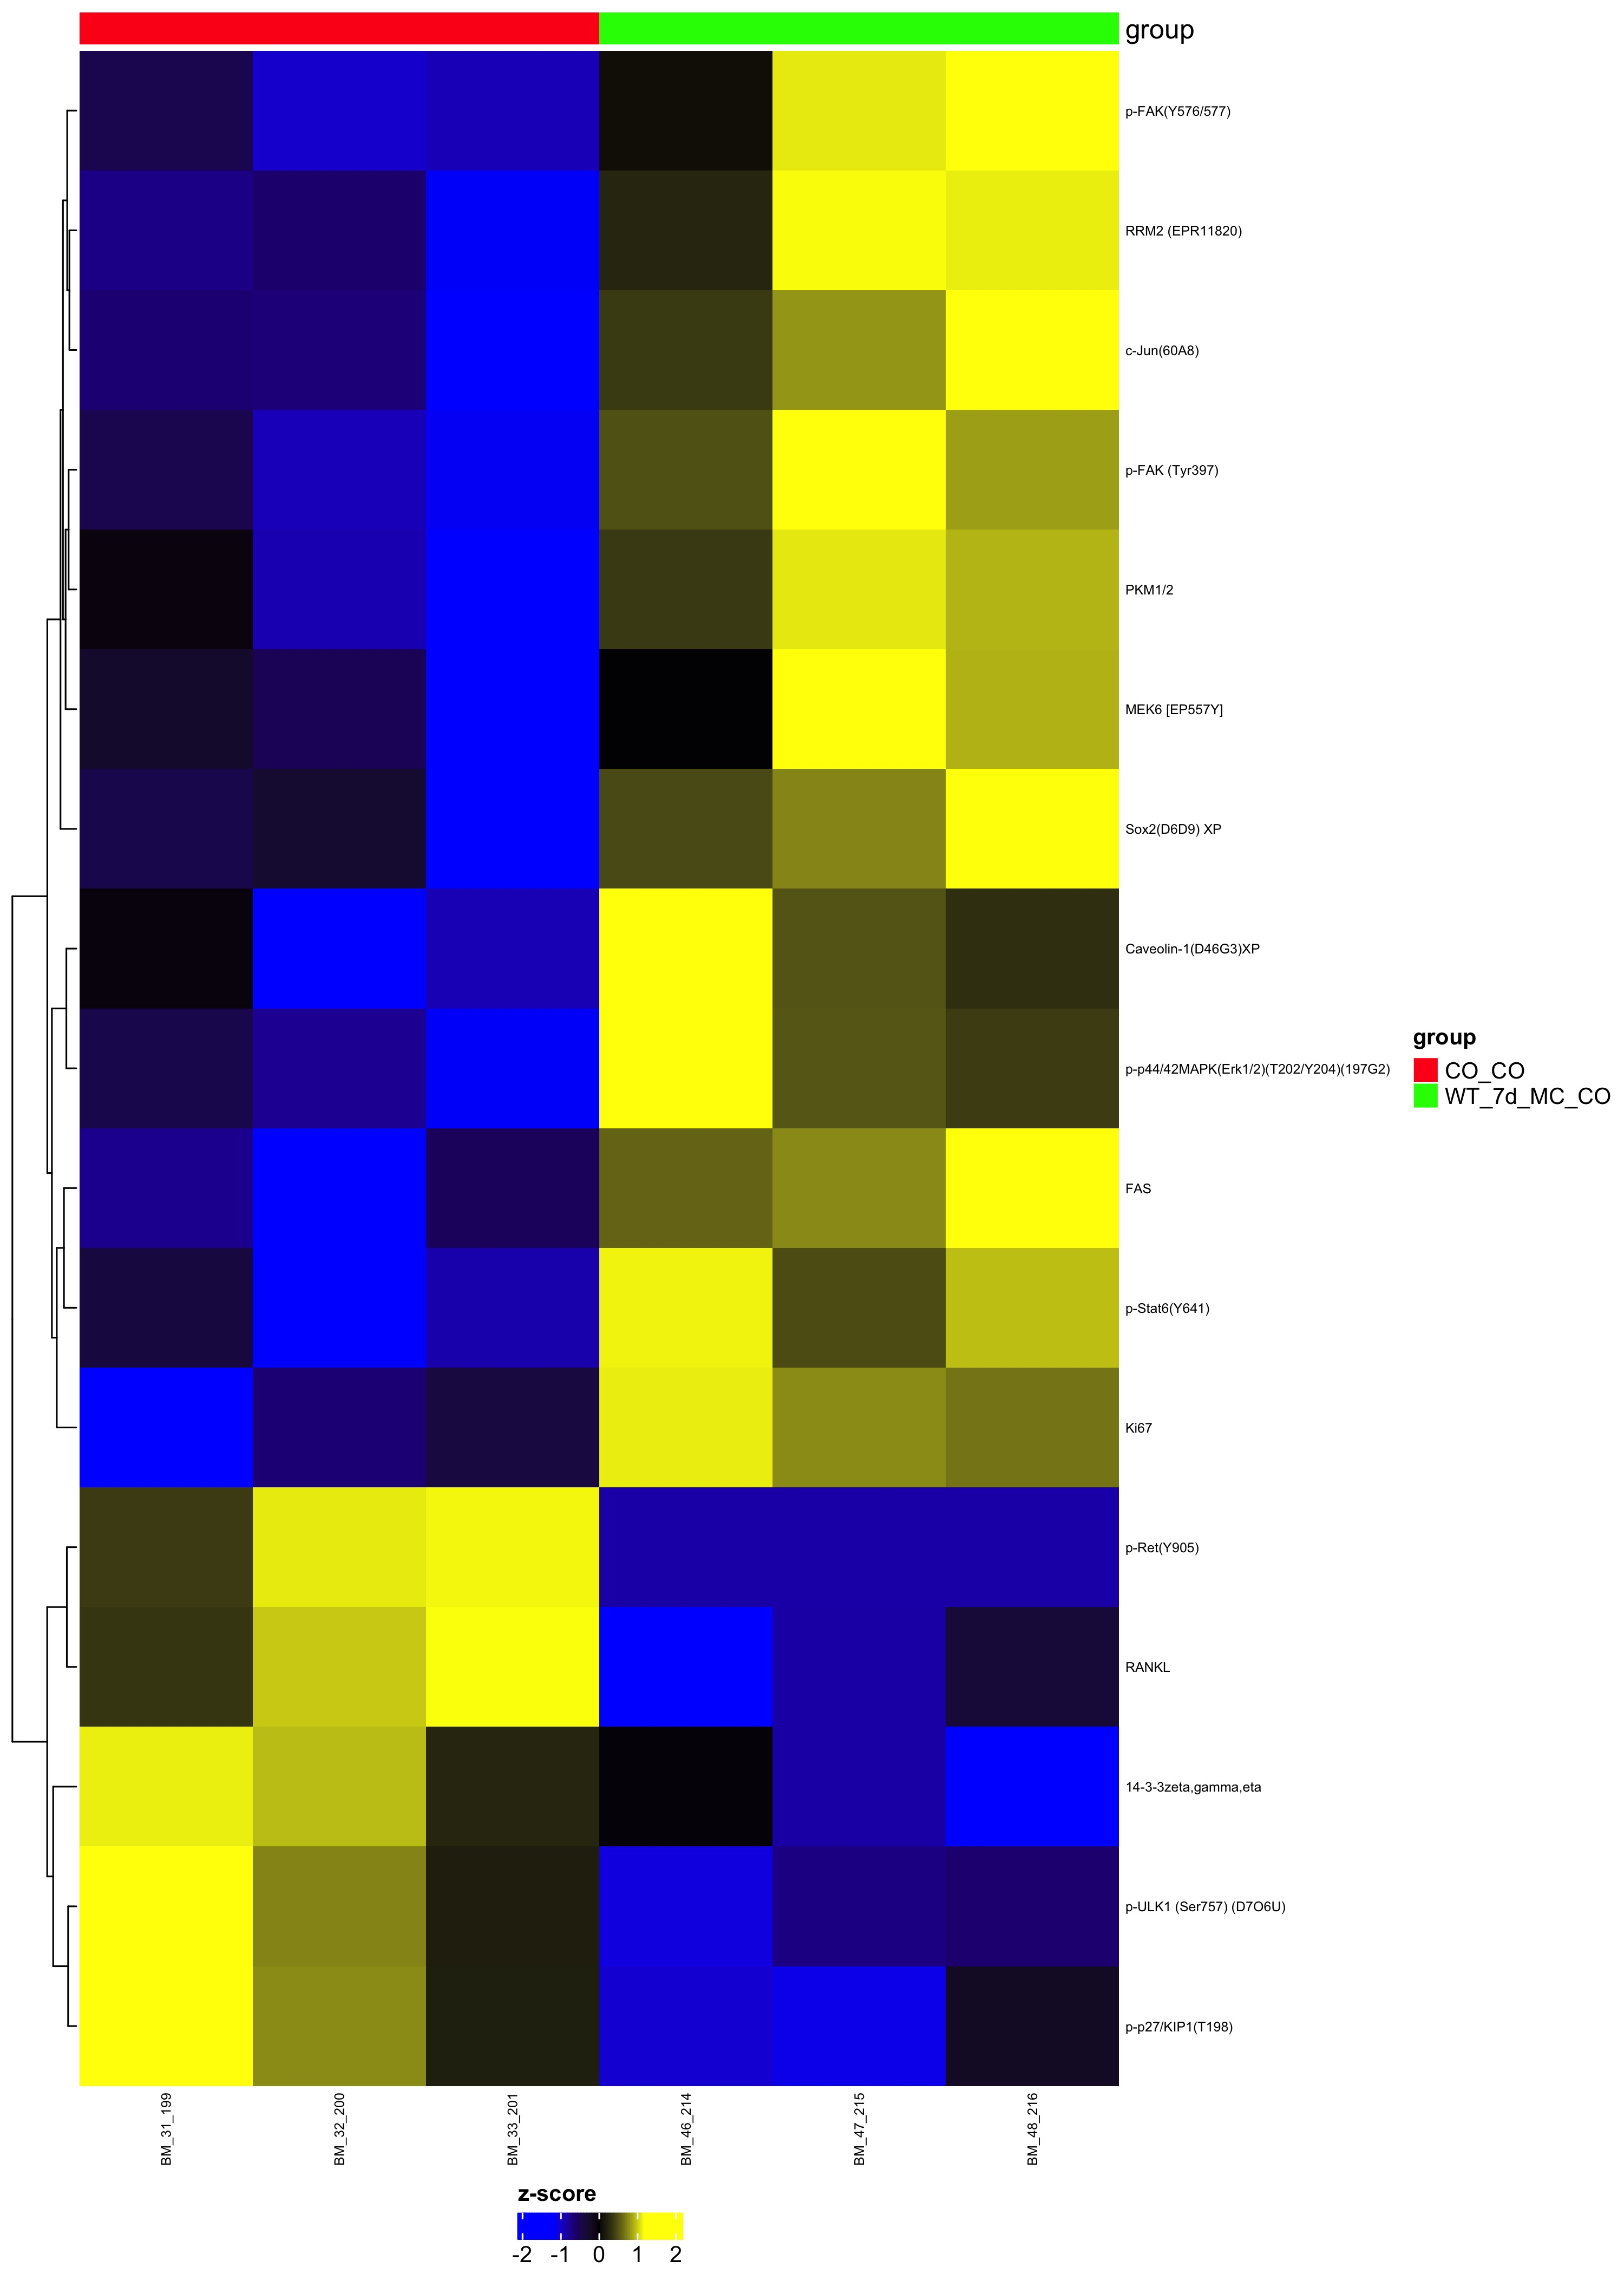 group
p-FAK(Y576/577)
RRM2 (EPR11820)
c-Jun(60A8)
p-FAK (Tyr397)
PKM1/2
MEK6 [EP557Y]
Sox2(D6D9) XP
Caveolin-1(D46G3)XP
p-p44/42MAPK(Erk1/2)(T202/Y204)(197G2)
FAS
p-Stat6(Y641)
Ki67
p-Ret(Y905)
RANKL
14-3-3zeta,gamma,eta
p-ULK1 (Ser757) (D7O6U)
p-p27/KIP1(T198)
group
CO_CO
WT_7d_MC_CO
BM_31_199
BM_32_200
BM_33_201
BM_46_214
BM_47_215
BM_48_216
z-score
-2 -1 0 1 2